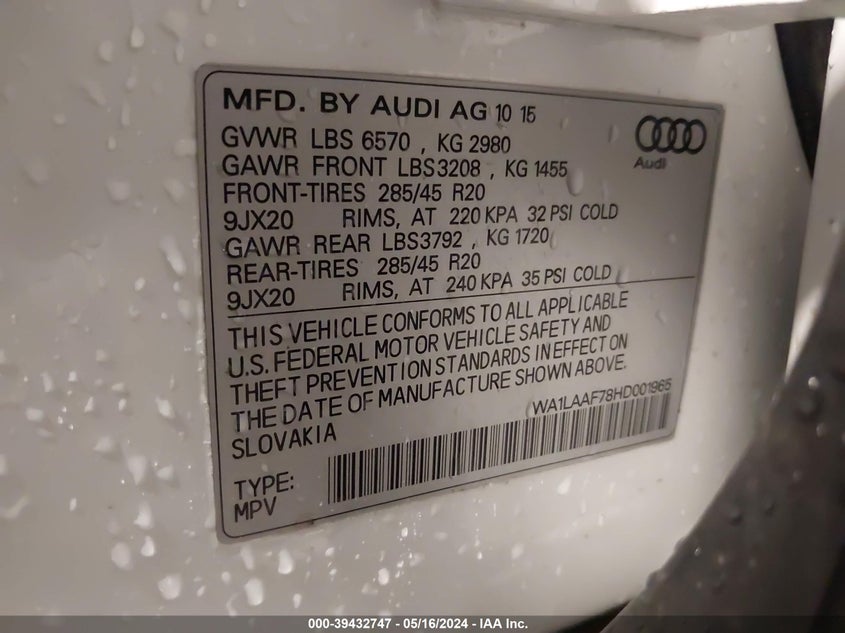 MFD. BY AUDI AG 10 15
GVWR LBS 6570 , KG 2980
GAWR FRONT LBS3208 , KG 1455
FRONT-TIRES 285/45 R20
9JX20 RIMS, AT 220 KPA 32 PSI COLD
GAWR REAR LBS3792 , KG 1720
REAR-TIRES 285/45 R20
9JX20 RIMS, AT 240 KPA 35 PSI COLD
Audi
THIS VEHICLE CONFORMS TO ALL APPLICABLE
U.S. FEDERAL MOTOR VEHICLE SAFETY AND
THEFT PREVENTION STANDARDS IN EFFECT ON
THE DATE OF MANUFACTURE SHOWN ABOVE.
SLOVAKIA
WA1LAAF78HD001965
TYPE:
MPV
000-39432747 - 05/16/2024 - IAA Inc.